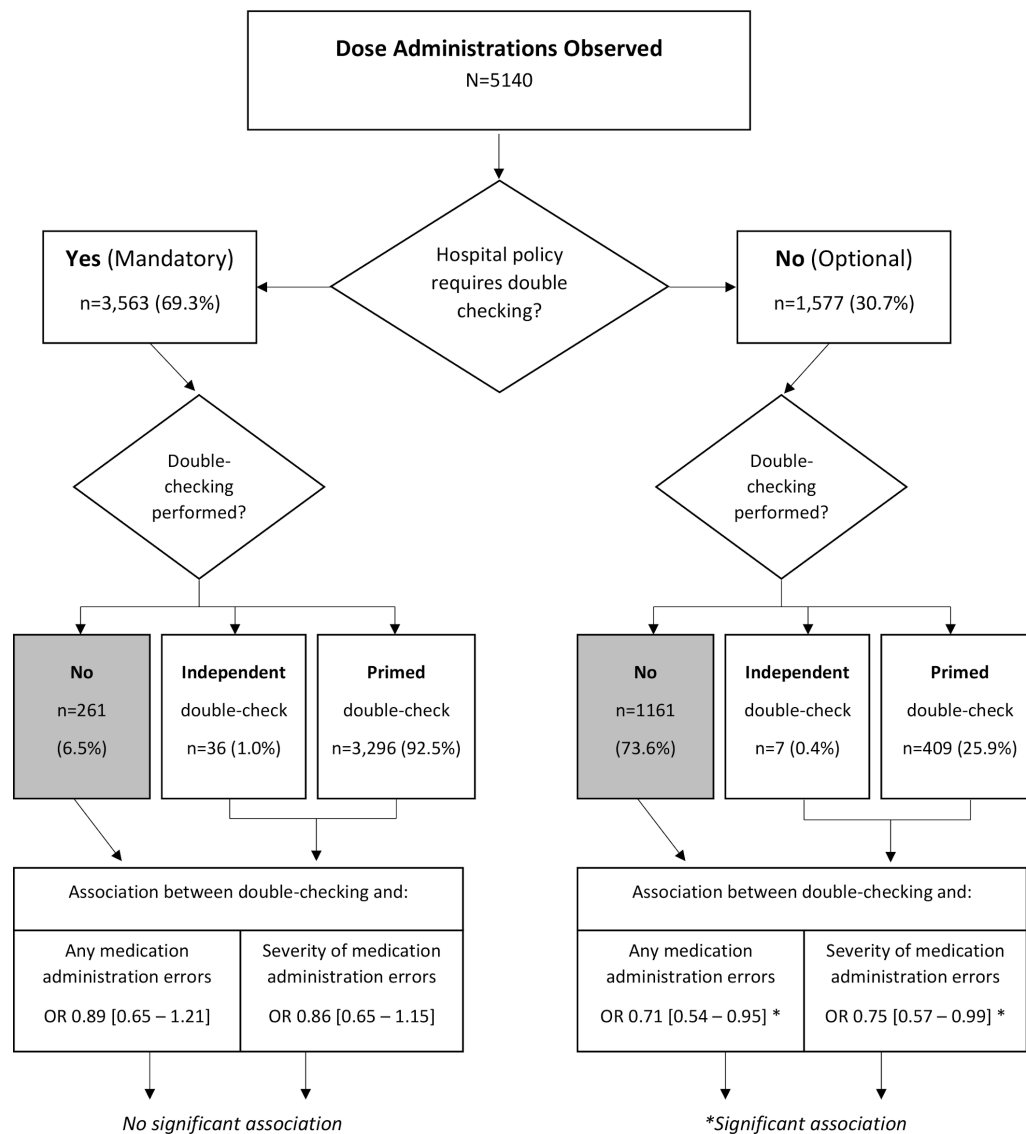 Dose Administrations Observed
N=5140
Hospital policy
requires double
checking?
Yes (Mandatory)
n=3,563 (69.3%)
No (Optional)
n=1,577 (30.7%)
Double-
checking
performed?
Double-
checking
performed?
No
n=261
(6.5%)
Independent
double-check
n=36 (1.0%)
Primed
double-check
n=3,296 (92.5%)
No
n=1161
(73.6%)
Independent
double-check
n=7 (0.4%)
Primed
double-check
n=409 (25.9%)
Association between double-checking and:
Any medication
administration errors
OR 0.89 [0.65 – 1.21]
Severity of medication
administration errors
OR 0.86 [0.65 – 1.15]
Association between double-checking and:
Any medication
administration errors
OR 0.71 [0.54 – 0.95] *
Severity of medication
administration errors
OR 0.75 [0.57 – 0.99] *
No significant association
*Significant association